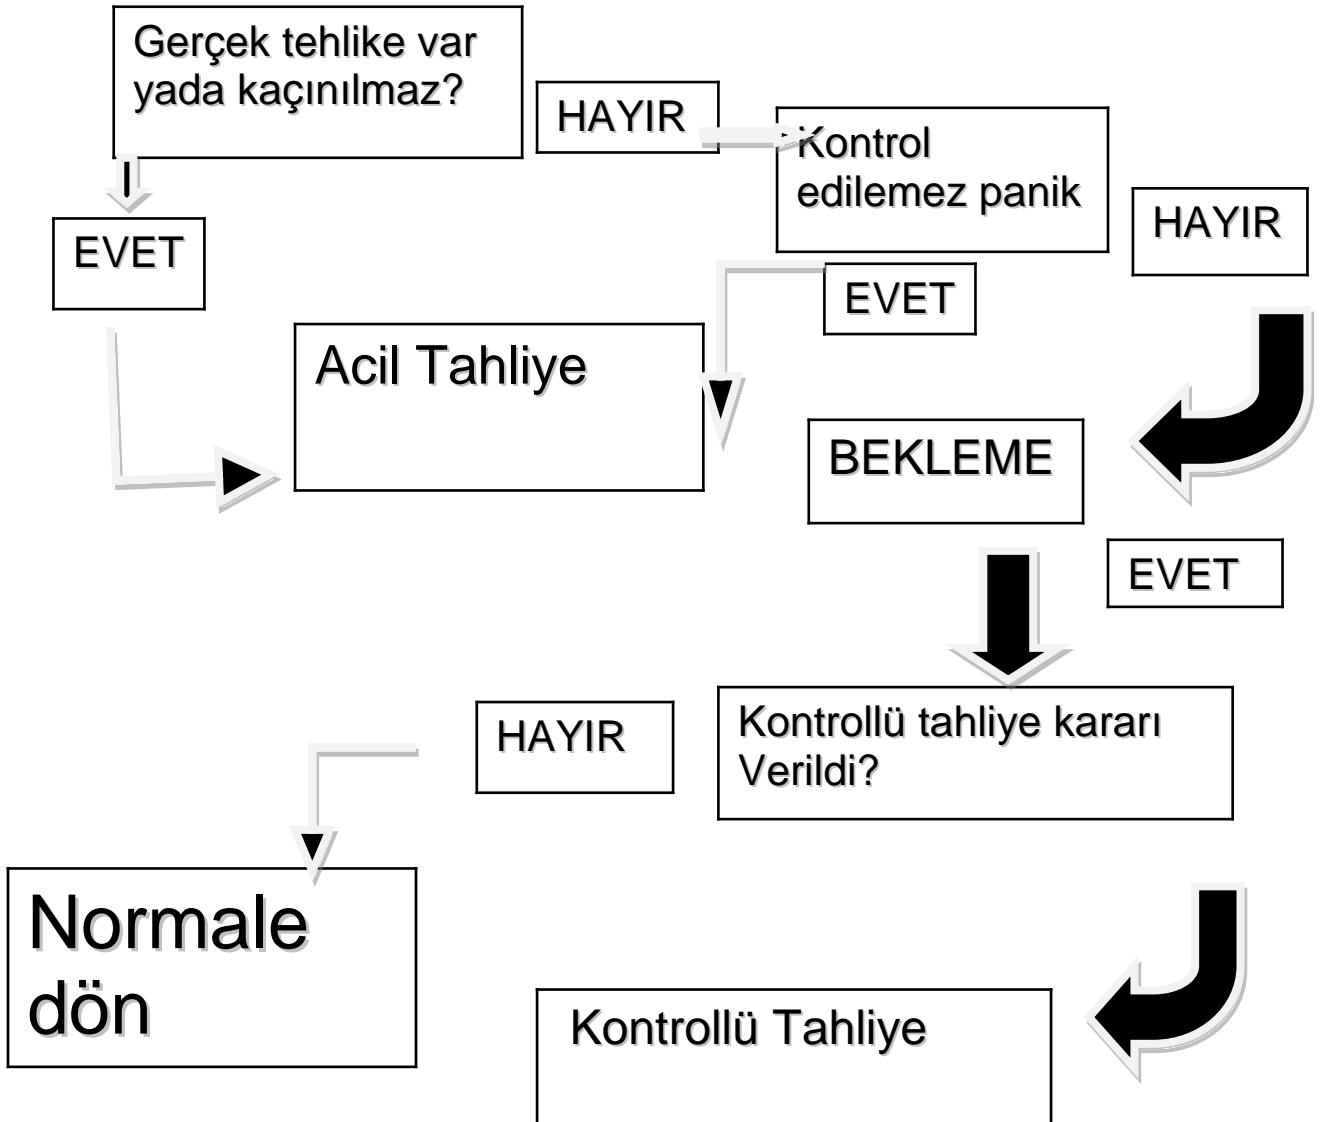 Gerçek tehlike var
yada kaçınılmaz?
HAYIR
Kontrol
edilemez panik
HAYIR
EVET
EVET
Acil Tahliye
BEKLEME
EVET
HAYIR
Kontrollü tahliye kararı
Verildi?
Normale
dön
Kontrollü Tahliye